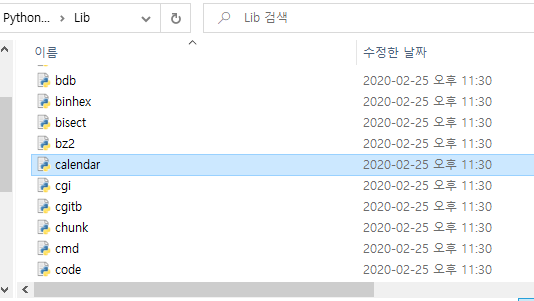 Python... > Lib
Lib 검색
이름 수정한 날짜
bdb 2020-02-25 오후 11:30
binhex 2020-02-25 오후 11:30
bisect 2020-02-25 오후 11:30
bz2 2020-02-25 오후 11:30
calendar 2020-02-25 오후 11:30
cgi 2020-02-25 오후 11:30
cgitb 2020-02-25 오후 11:30
chunk 2020-02-25 오후 11:30
cmd 2020-02-25 오후 11:30
code 2020-02-25 오후 11:30